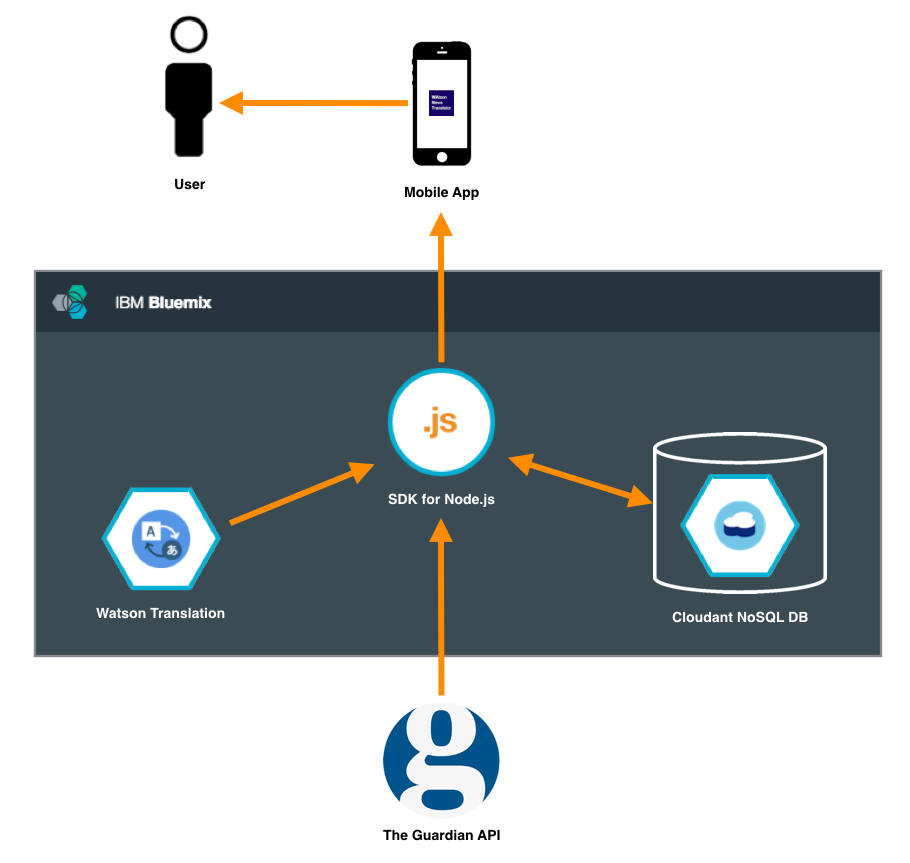 Watson
News
Translator
User
Mobile App
IBM Bluemix
.js
SDK for Node.js
A
あ
Watson Translation
Cloudant NoSQL DB
g
The Guardian API